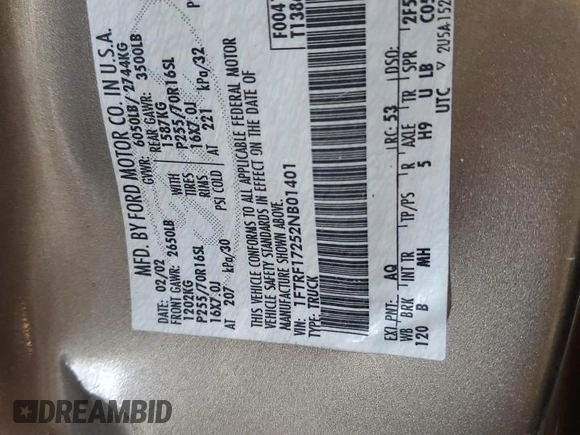 MFD. BY FORD MOTOR CO. IN U.S.A.
DATE: 02/02 GVWR: 6050LB/2744KG
FRONT GAWR: 2650LB REAR GAWR: 3500LB
1202KG WITH 1587KG
P255/70R16SL TIRES P255/70R16SL
16X7.0J RIMS 16X7.0J
AT 207 kPa/30 PSI COLD AT 221 kPa/32
THIS VEHICLE CONFORMS TO ALL APPLICABLE FEDERAL MOTOR
VEHICLE SAFETY STANDARDS IN EFFECT ON THE DATE OF
MANUFACTURE SHOWN ABOVE.
VIN: 1FTRF17252NB01401
TYPE: TRUCK
EXT PNT: AQ RC: 53 DSO:
WB BRK INT TR TP/PS R AXLE TR SPR
120 B MH 5 H9 U LB
UTC
DREAMBID